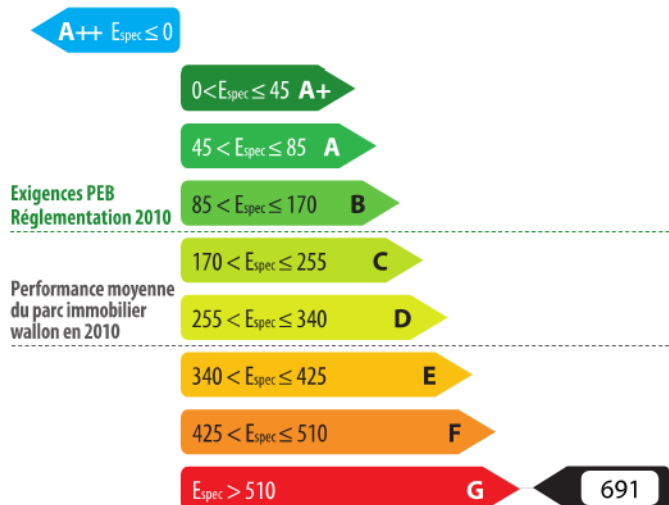 A++ Espec ≤ 0
0 < Espec ≤ 45 A+
45 < Espec ≤ 85 A
Exigences PEB
Réglementation 2010
85 < Espec ≤ 170 B
170 < Espec ≤ 255 C
Performance moyenne
du parc immobilier
wallon en 2010
255 < Espec ≤ 340 D
340 < Espec ≤ 425 E
425 < Espec ≤ 510 F
Espec > 510 G 691